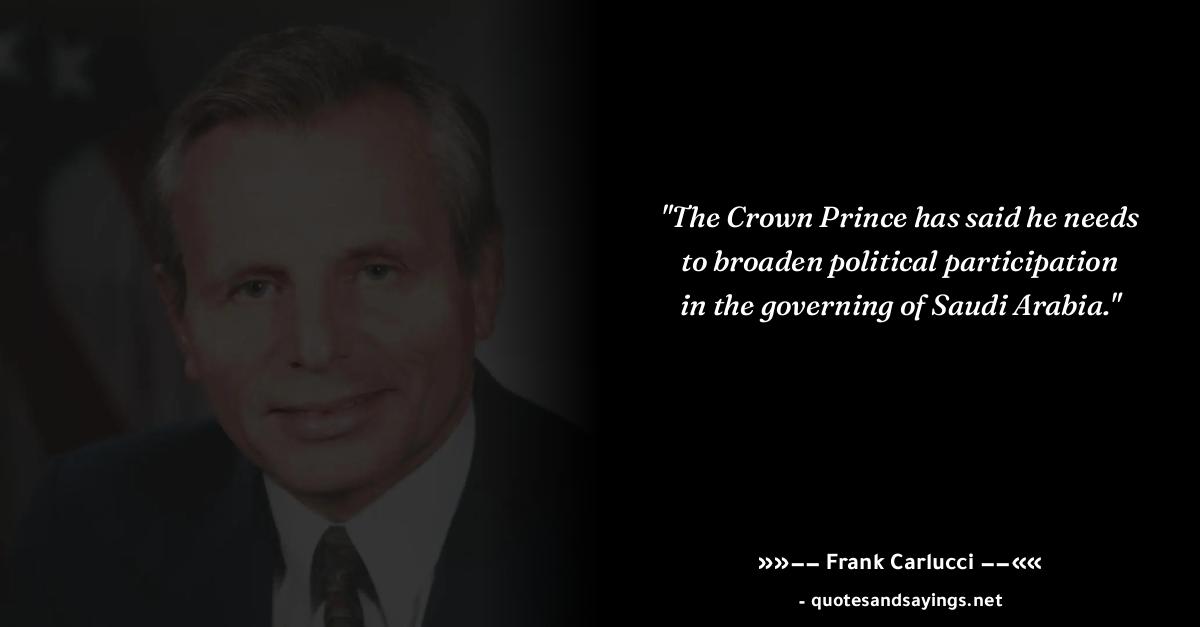 "The Crown Prince has said he needs
to broaden political participation
in the governing of Saudi Arabia."
»»–– Frank Carlucci ––««
- quotesandsayings.net